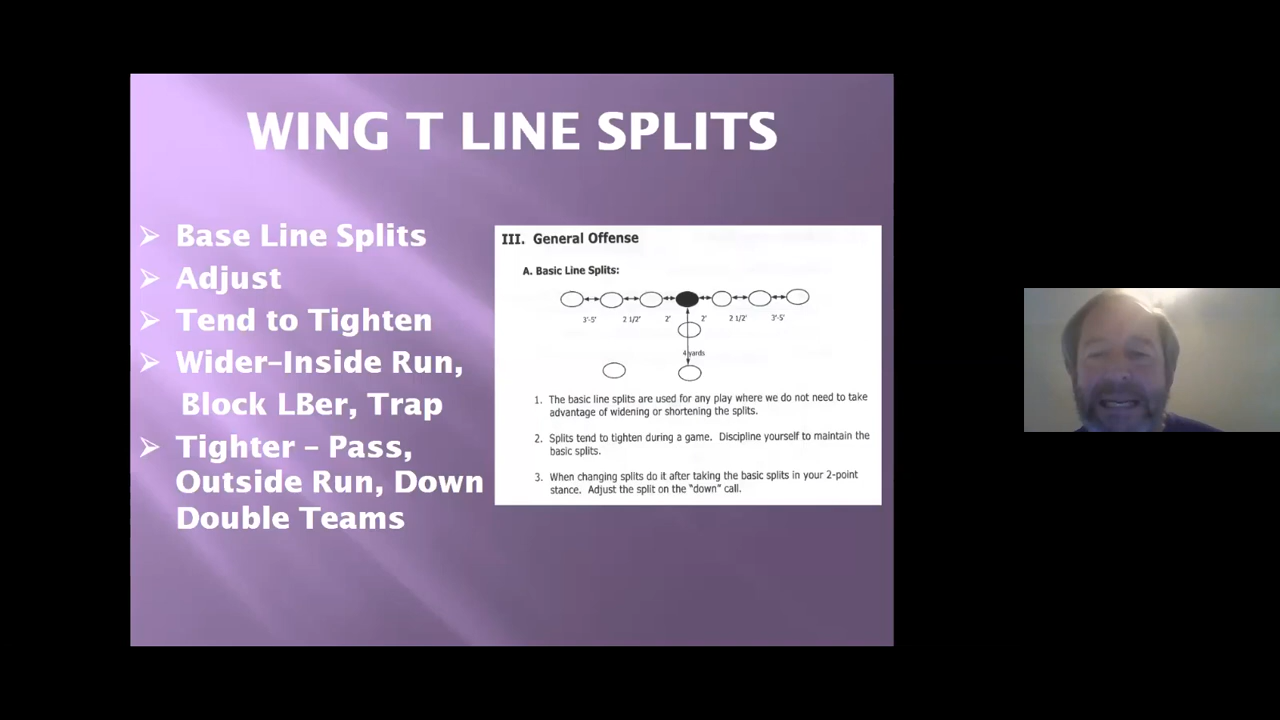 WING T LINE SPLITS
Base Line Splits
Adjust
Tend to Tighten
Wider–Inside Run,
Block LBer, Trap
Tighter – Pass,
Outside Run, Down
Double Teams
III. General Offense
A. Basic Line Splits:
3'-5' 2 1/2' 2' 2' 2 1/2' 3'-5'
4 yards
1. The basic line splits are used for any play where we do not need to take
advantage of widening or shortening the splits.
2. Splits tend to tighten during a game. Discipline yourself to maintain the
basic splits.
3. When changing splits do it after taking the basic splits in your 2-point
stance. Adjust the split on the "down" call.